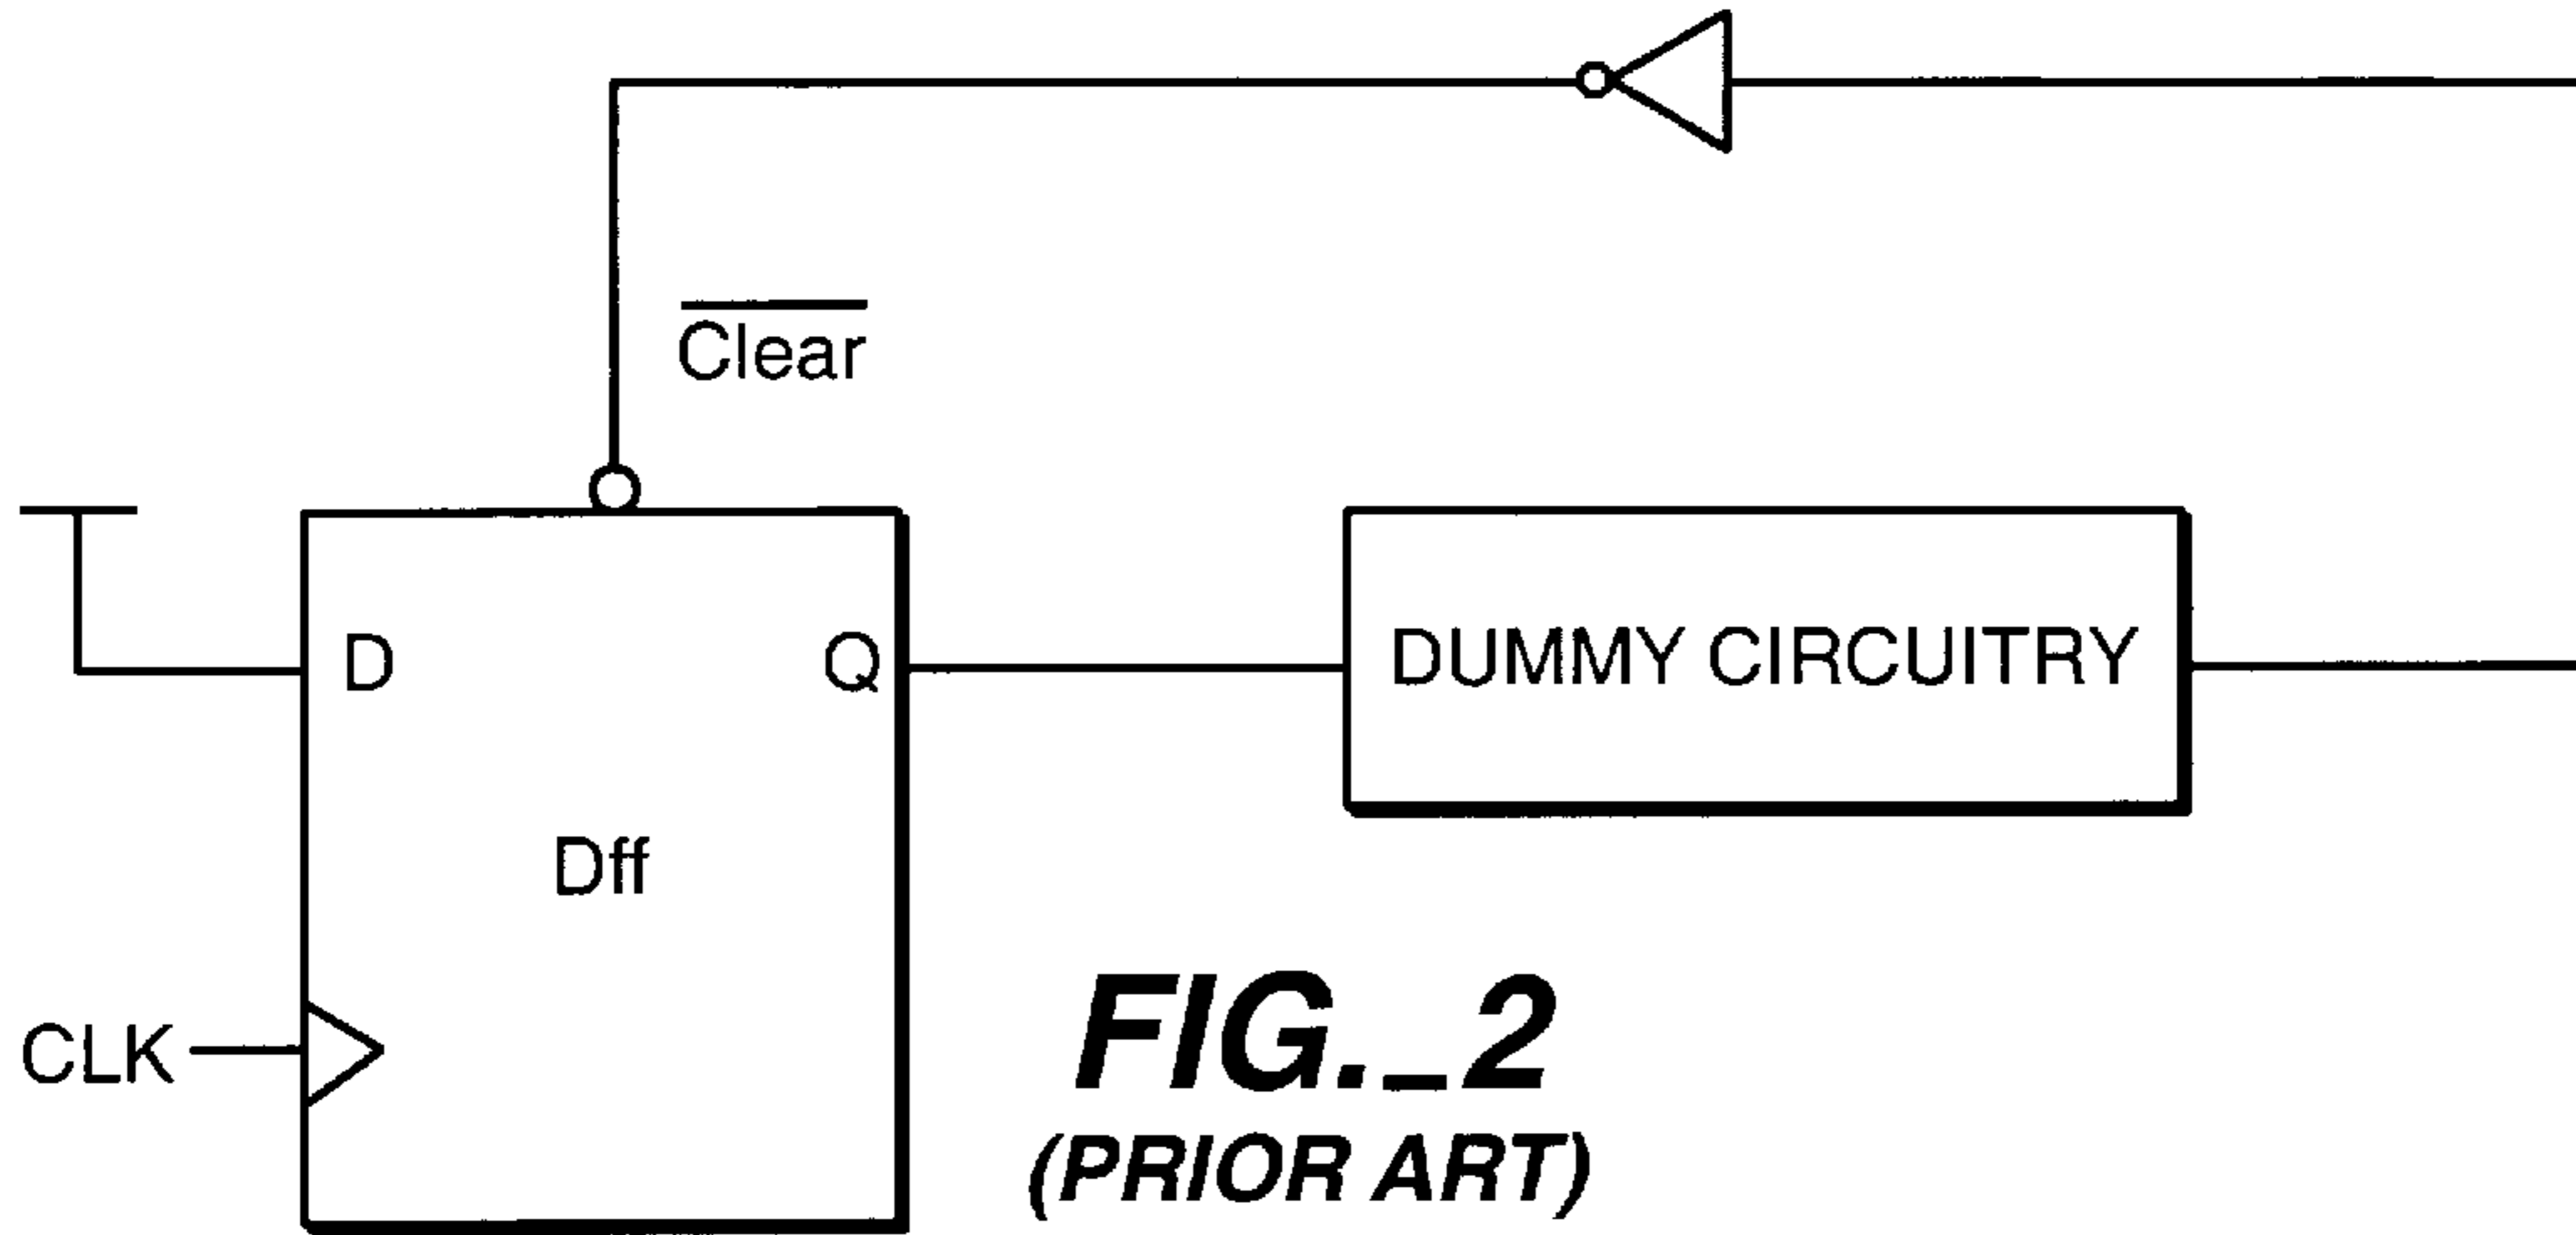 Clear
D
Q
DUMMY CIRCUITRY
Dff
CLK
FIG._2
(PRIOR ART)